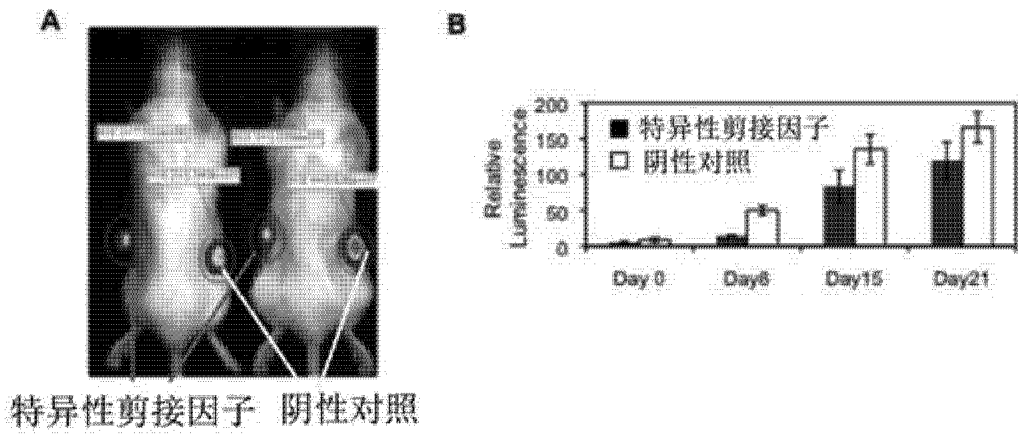 A
B
Relative
Luminescence
200
150
100
50
0
特异性剪接因子
阴性对照
Day 0
Day6
Day15
Day21
特异性剪接因子 阴性对照